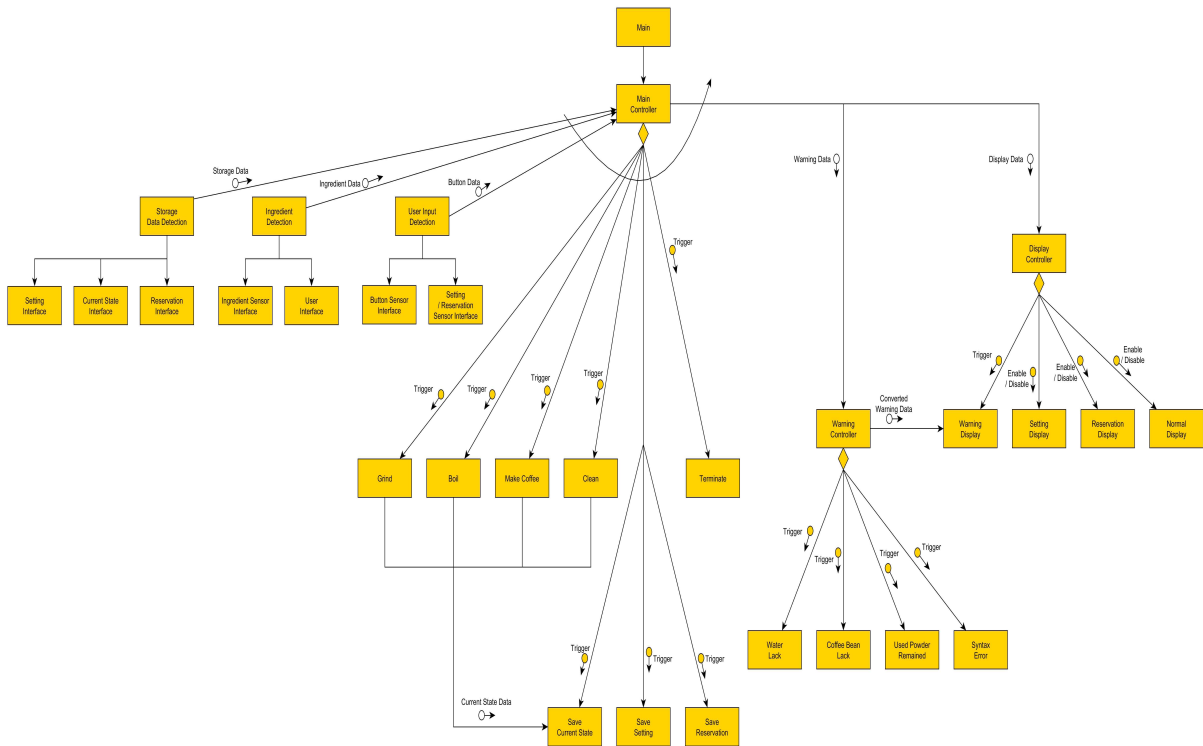 Main
Main
Controller
Storage Data
Ingredient Data
Button Data
Warning Data
Display Data
Storage
Data Detection
Ingredient
Detection
User Input
Detection
Trigger
Display
Controller
Setting
Interface
Current State
Interface
Reservation
Interface
Ingredient Sensor
Interface
User
Interface
Button Sensor
Interface
Setting
/ Reservation
Sensor Interface
Trigger
Trigger
Trigger
Trigger
Trigger
Enable
/ Disable
Enable
/ Disable
Enable
/ Disable
Converted
Warning Data
Warning
Controller
Warning
Display
Setting
Display
Reservation
Display
Normal
Display
Grind
Boil
Make Coffee
Clean
Terminate
Trigger
Trigger
Trigger
Trigger
Water
Lack
Coffee Bean
Lack
Used Powder
Remained
Syntax
Error
Trigger
Trigger
Trigger
Current State Data
Save
Current State
Save
Setting
Save
Reservation